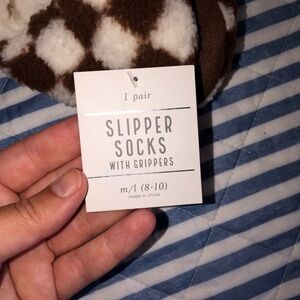 1 pair
SLIPPER
SOCKS
WITH GRIPPERS
m/l (8-10)
made in china